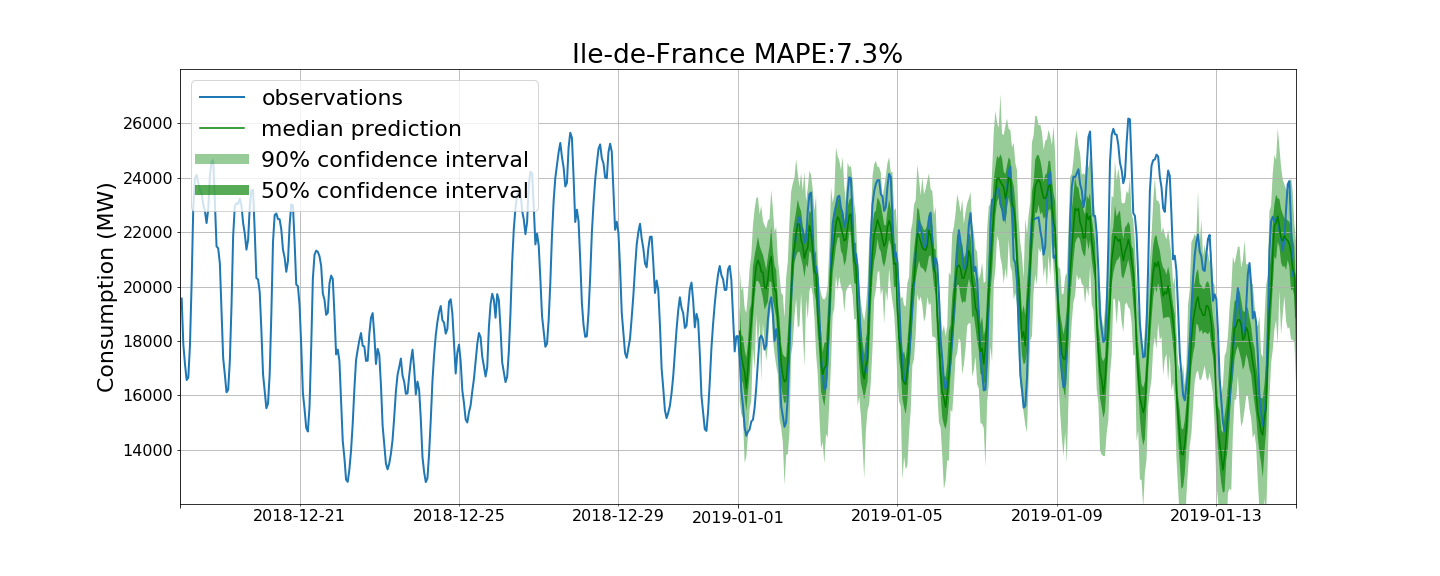 Ile-de-France MAPE:7.3%
observations
median prediction
90% confidence interval
50% confidence interval
Consumption (MW)
26000
24000
22000
20000
18000
16000
14000
2018-12-21
2018-12-25
2018-12-29
2019-01-01
2019-01-05
2019-01-09
2019-01-13